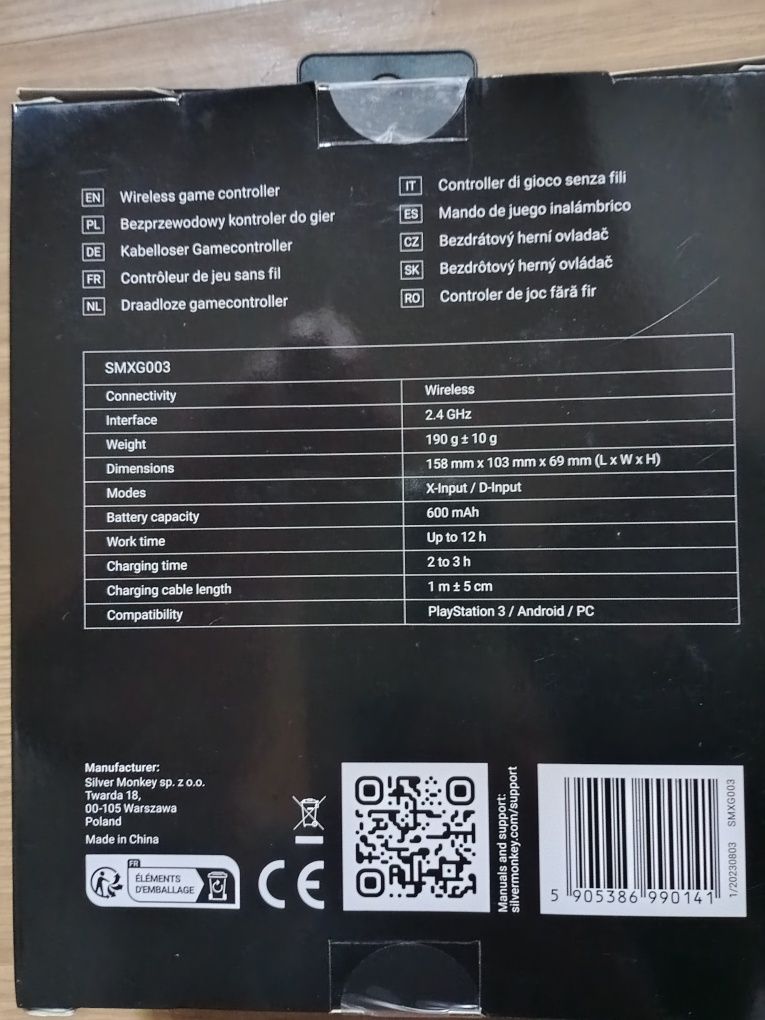 EN Wireless game controller
PL Bezprzewodowy kontroler do gier
DE Kabelloser Gamecontroller
FR Contrôleur de jeu sans fil
NL Draadloze gamecontroller
IT Controller di gioco senza fili
ES Mando de juego inalámbrico
CZ Bezdrátový herní ovladač
SK Bezdrôtový herný ovládač
RO Controler de joc fără fir
SMXG003
Connectivity Wireless
Interface 2.4 GHz
Weight 190 g ± 10 g
Dimensions 158 mm x 103 mm x 69 mm (L x W x H)
Modes X-Input / D-Input
Battery capacity 600 mAh
Work time Up to 12 h
Charging time 2 to 3 h
Charging cable length 1 m ± 5 cm
Compatibility PlayStation 3 / Android / PC
Manufacturer:
Silver Monkey sp. z o.o.
Twarda 18,
00-105 Warszawa
Poland
Made in China
FR
ÉLÉMENTS
D'EMBALLAGE
CE
Manuals and support:
silvermonkey.com/support
5 905386 990141
1/20230803 SMXG003